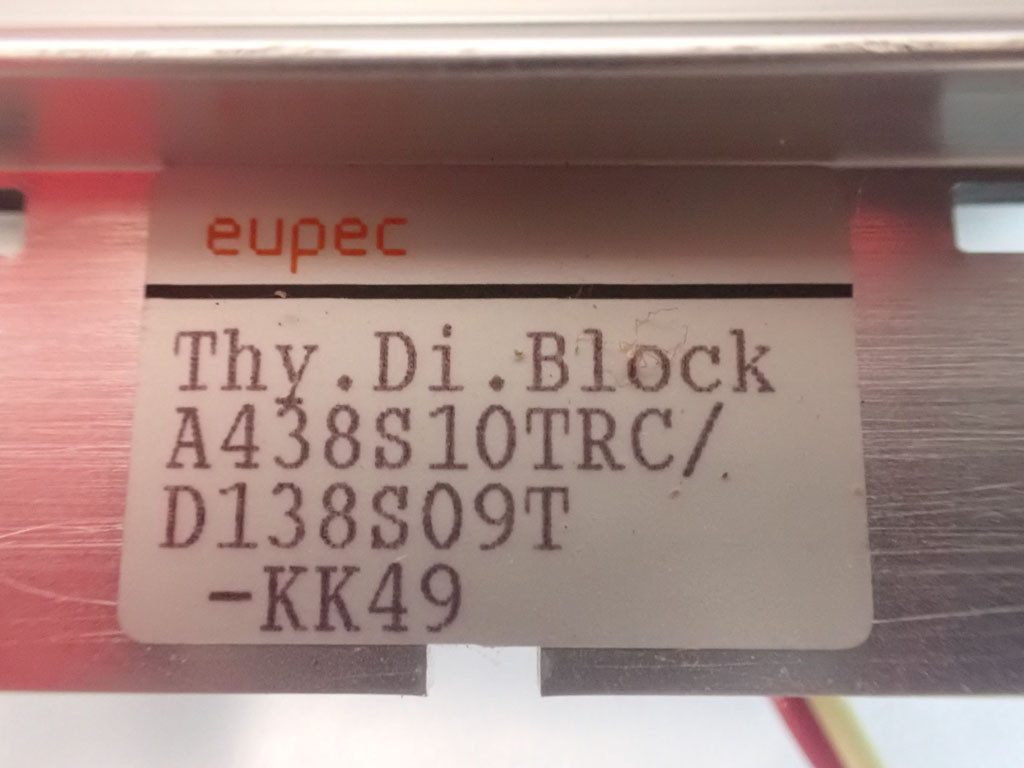 eupec
Thy.Di.Block
A438S10TRC/
D138S09T
-KK49